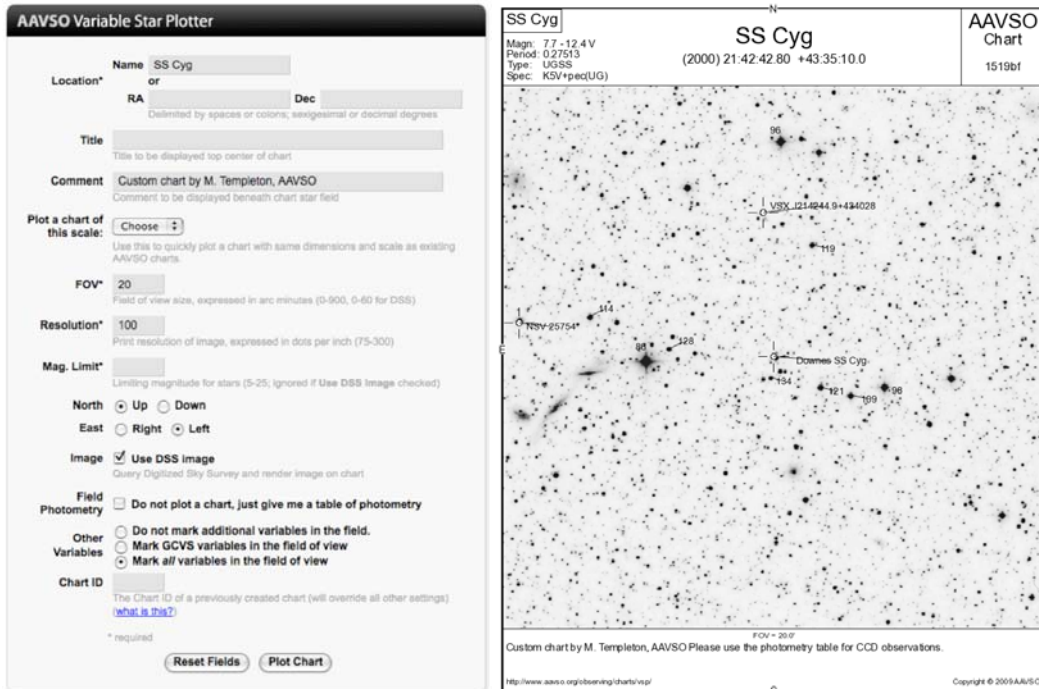 AAVSO Variable Star Plotter
Name SS Cyg
Location* or
RA Dec
Delimited by spaces or colons; sexigesimal or decimal degrees
Title
Title to be displayed top center of chart
Comment Custom chart by M. Templeton, AAVSO
Comment to be displayed beneath chart star field
Plot a chart of this scale: Choose
Use this to quickly plot a chart with same dimensions and scale as existing
AAVSO charts.
FOV* 20
Field of view size, expressed in arc minutes (0-900, 0-60 for DSS)
Resolution* 100
Print resolution of image, expressed in dots per inch (75-300)
Mag. Limit*
Limiting magnitude for stars (5-25; ignored if Use DSS Image checked)
North Up Down
East Right Left
Image Use DSS image
Query Digitized Sky Survey and render image on chart
Field Photometry Do not plot a chart, just give me a table of photometry
Other Variables
Do not mark additional variables in the field.
Mark GCVS variables in the field of view
Mark all variables in the field of view
Chart ID
The Chart ID of a previously created chart (will override all other settings)
(what is this?)
* required
Reset Fields Plot Chart
N
SS Cyg
Magn: 7.7 - 12.4 V
Period: 0.27513
Type: UGSS
Spec: K5V+pec(UG)
SS Cyg
(2000) 21:42:42.80 +43:35:10.0
AAVSO
Chart
1519bf
96
VSX J214244.9+434028
119
114
NSV 25754
E
86
128
Downes SS Cyg
134
121
109
98
FOV = 20.0'
Custom chart by M. Templeton, AAVSO Please use the photometry table for CCD observations.
http://www.aavso.org/observing/charts/vsp/
Copyright © 2009 AAVSO